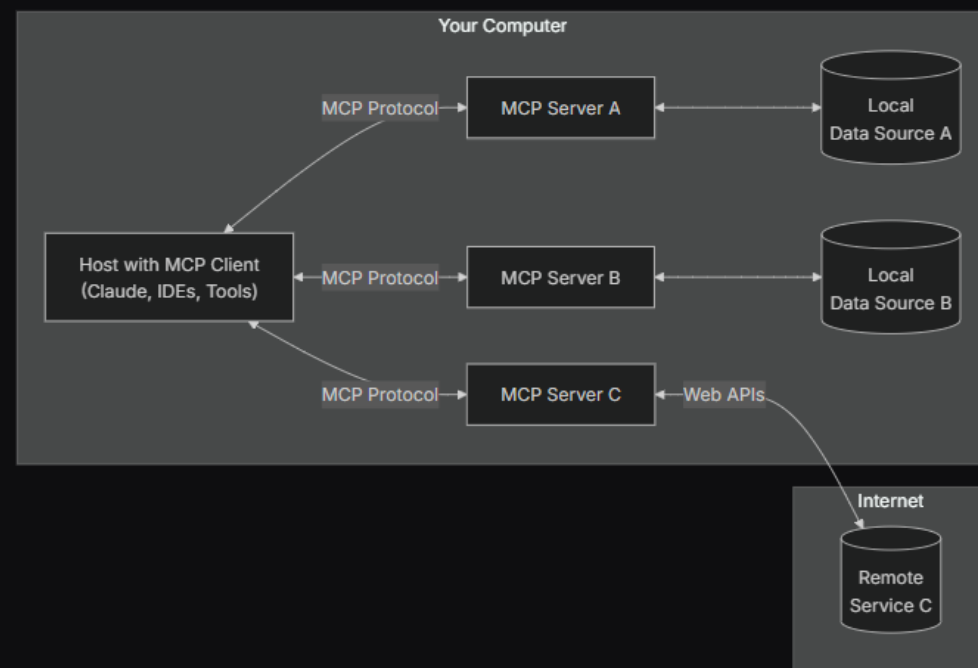 Your Computer
MCP Protocol
MCP Server A
Local
Data Source A
Host with MCP Client
(Claude, IDEs, Tools)
MCP Protocol
MCP Server B
Local
Data Source B
MCP Protocol
MCP Server C
Web APIs
Internet
Remote
Service C